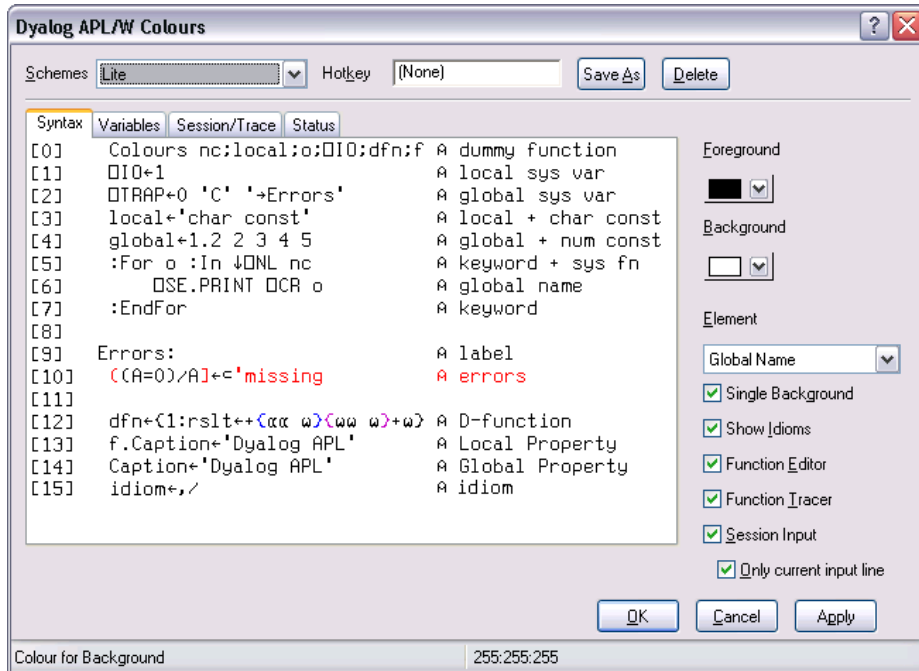 Dyalog APL/W Colours
Schemes Lite Hotkey (None) Save As Delete
Syntax Variables Session/Trace Status
[0] Colours nc;local;o;⎕IO;dfn;f ⍝ dummy function
[1] ⎕IO←1 ⍝ local sys var
[2] ⎕TRAP←0 'C' '→Errors' ⍝ global sys var
[3] local←'char const' ⍝ local + char const
[4] global←1.2 2 3 4 5 ⍝ global + num const
[5] :For o :In ↓⎕NL nc ⍝ keyword + sys fn
[6] ⎕SE.PRINT ⎕CR o ⍝ global name
[7] :EndFor ⍝ keyword
[8]
[9] Errors: ⍝ label
[10] ((A=0)/A]←⊂'missing ⍝ errors
[11]
[12] dfn←{1:rslt←+{⍺⍺ ⍵}{⍵⍵ ⍵}+⍵} ⍝ D-function
[13] f.Caption←'Dyalog APL' ⍝ Local Property
[14] Caption←'Dyalog APL' ⍝ Global Property
[15] idiom←,/ ⍝ idiom
Foreground
Background
Element
Global Name
Single Background
Show Idioms
Function Editor
Function Tracer
Session Input
Only current input line
OK Cancel Apply
Colour for Background 255:255:255